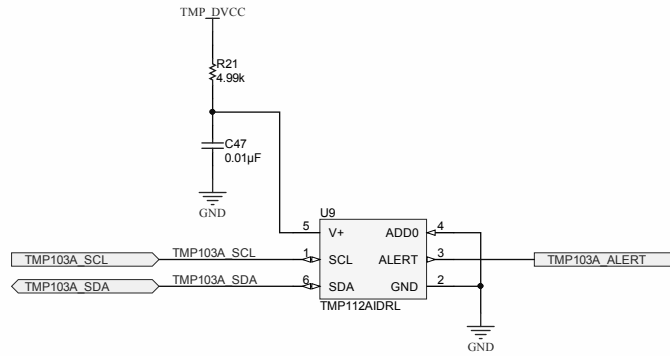 TMP_DVCC
R21
4.99k
C47
0.01µF
GND
U9
5 V+ ADD0 4
TMP103A_SCL TMP103A_SCL 1 SCL ALERT 3 TMP103A_ALERT
TMP103A_SDA TMP103A_SDA 6 SDA GND 2
TMP112AIDRL
GND